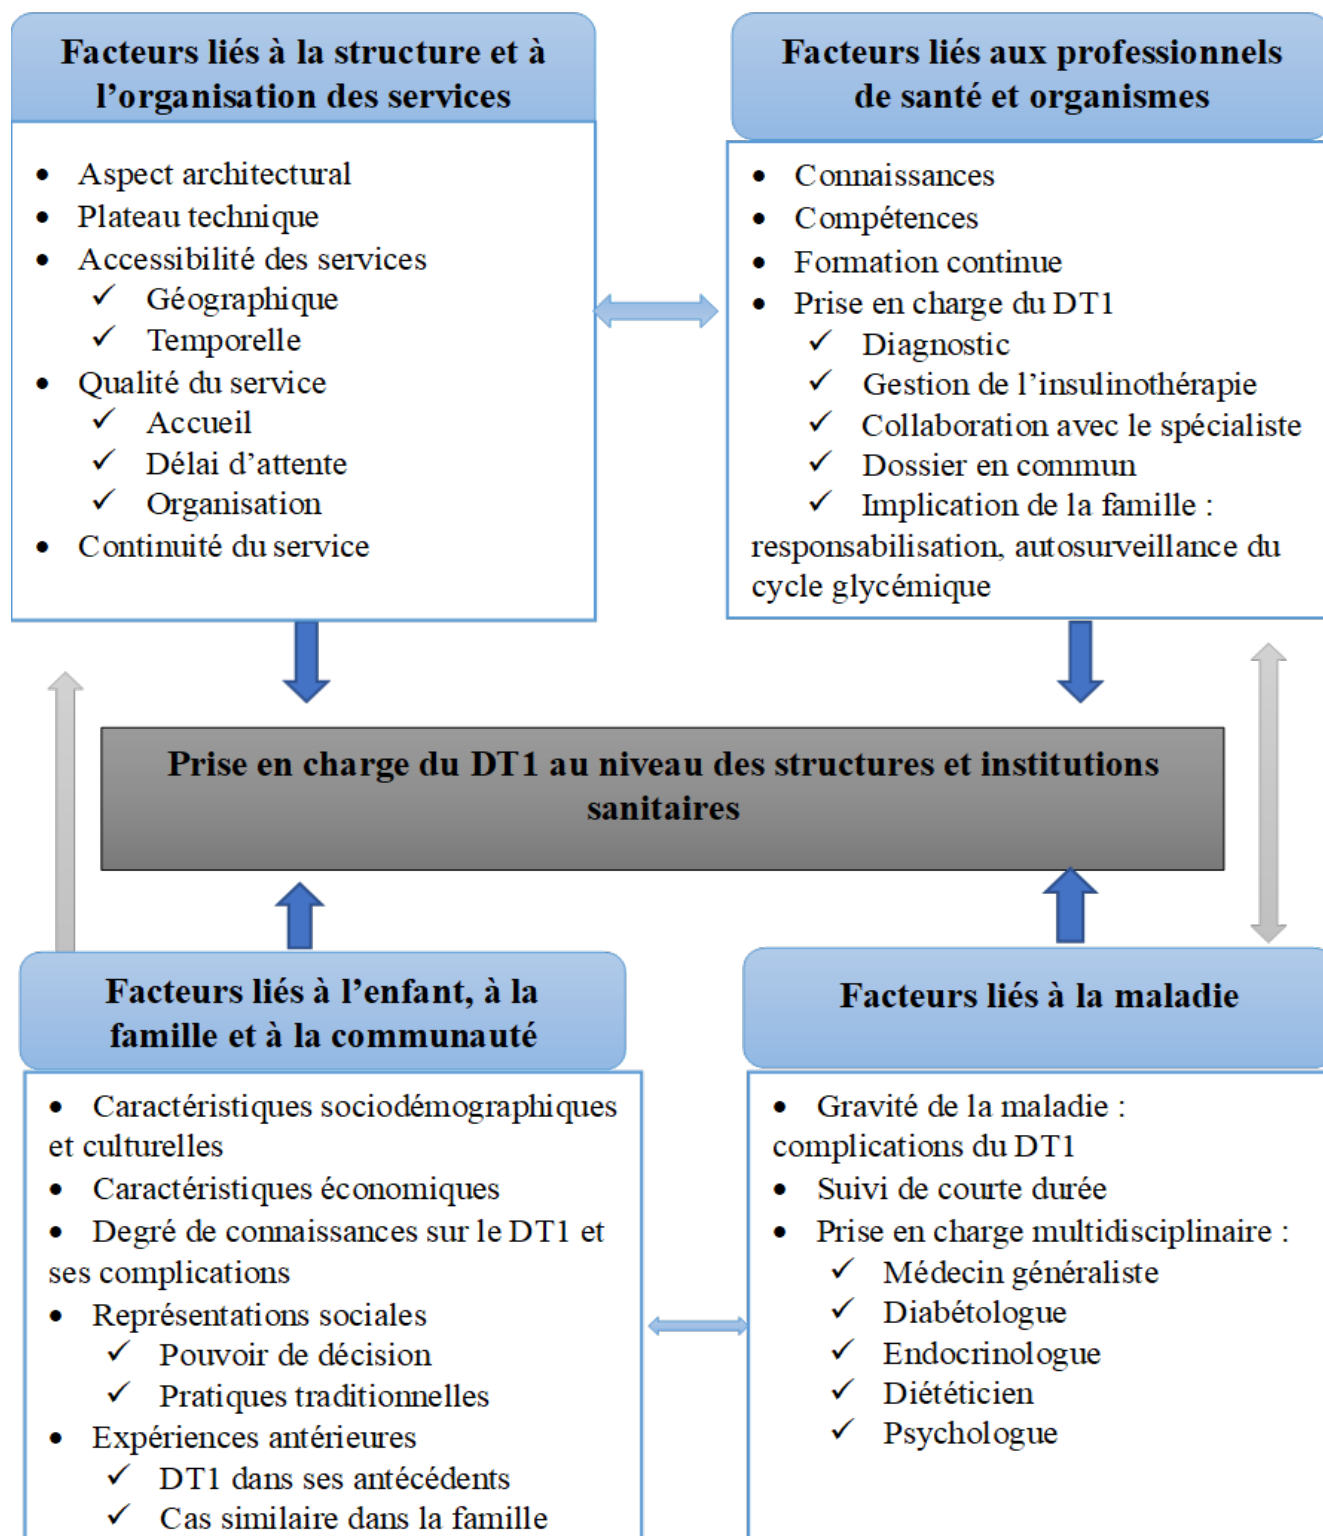 Facteurs liés à la structure et à
l’organisation des services
• Aspect architectural
• Plateau technique
• Accessibilité des services
✓ Géographique
✓ Temporelle
• Qualité du service
✓ Accueil
✓ Délai d’attente
✓ Organisation
• Continuité du service
Facteurs liés aux professionnels
de santé et organismes
• Connaissances
• Compétences
• Formation continue
• Prise en charge du DT1
✓ Diagnostic
✓ Gestion de l’insulinothérapie
✓ Collaboration avec le spécialiste
✓ Dossier en commun
✓ Implication de la famille :
responsabilisation, autosurveillance du
cycle glycémique
Prise en charge du DT1 au niveau des structures et institutions
sanitaires
Facteurs liés à l’enfant, à la
famille et à la communauté
• Caractéristiques sociodémographiques
et culturelles
• Caractéristiques économiques
• Degré de connaissances sur le DT1 et
ses complications
• Représentations sociales
✓ Pouvoir de décision
✓ Pratiques traditionnelles
• Expériences antérieures
✓ DT1 dans ses antécédents
✓ Cas similaire dans la famille
Facteurs liés à la maladie
• Gravité de la maladie :
complications du DT1
• Suivi de courte durée
• Prise en charge multidisciplinaire :
✓ Médecin généraliste
✓ Diabétologue
✓ Endocrinologue
✓ Diététicien
✓ Psychologue